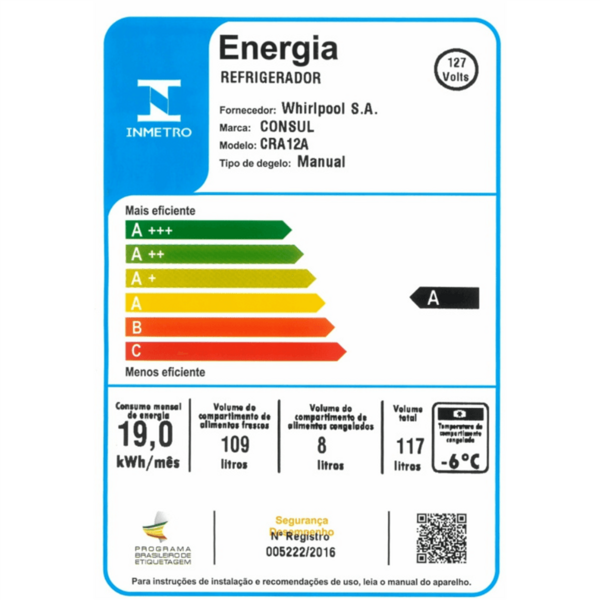 Energia
REFRIGERADOR
127
Volts
INMETRO
Fornecedor: Whirlpool S.A.
Marca: CONSUL
Modelo: CRA12A
Tipo de degelo: Manual
Mais eficiente
A +++
A ++
A +
A
B
C
Menos eficiente
A
Consumo mensal
de energia
19,0
kWh/mês
Volume do
compartimento de
alimentos frescos
109
litros
Volume do
compartimento de
alimentos congelados
8
litros
Volume
total
117
litros
Temperatura do
compartimento
congelado
-6°C
PROGRAMA
BRASILEIRO DE
ETIQUETAGEM
Segurança
Desempenho
Nº Registro
005222/2016
Para instruções de instalação e recomendações de uso, leia o manual do aparelho.